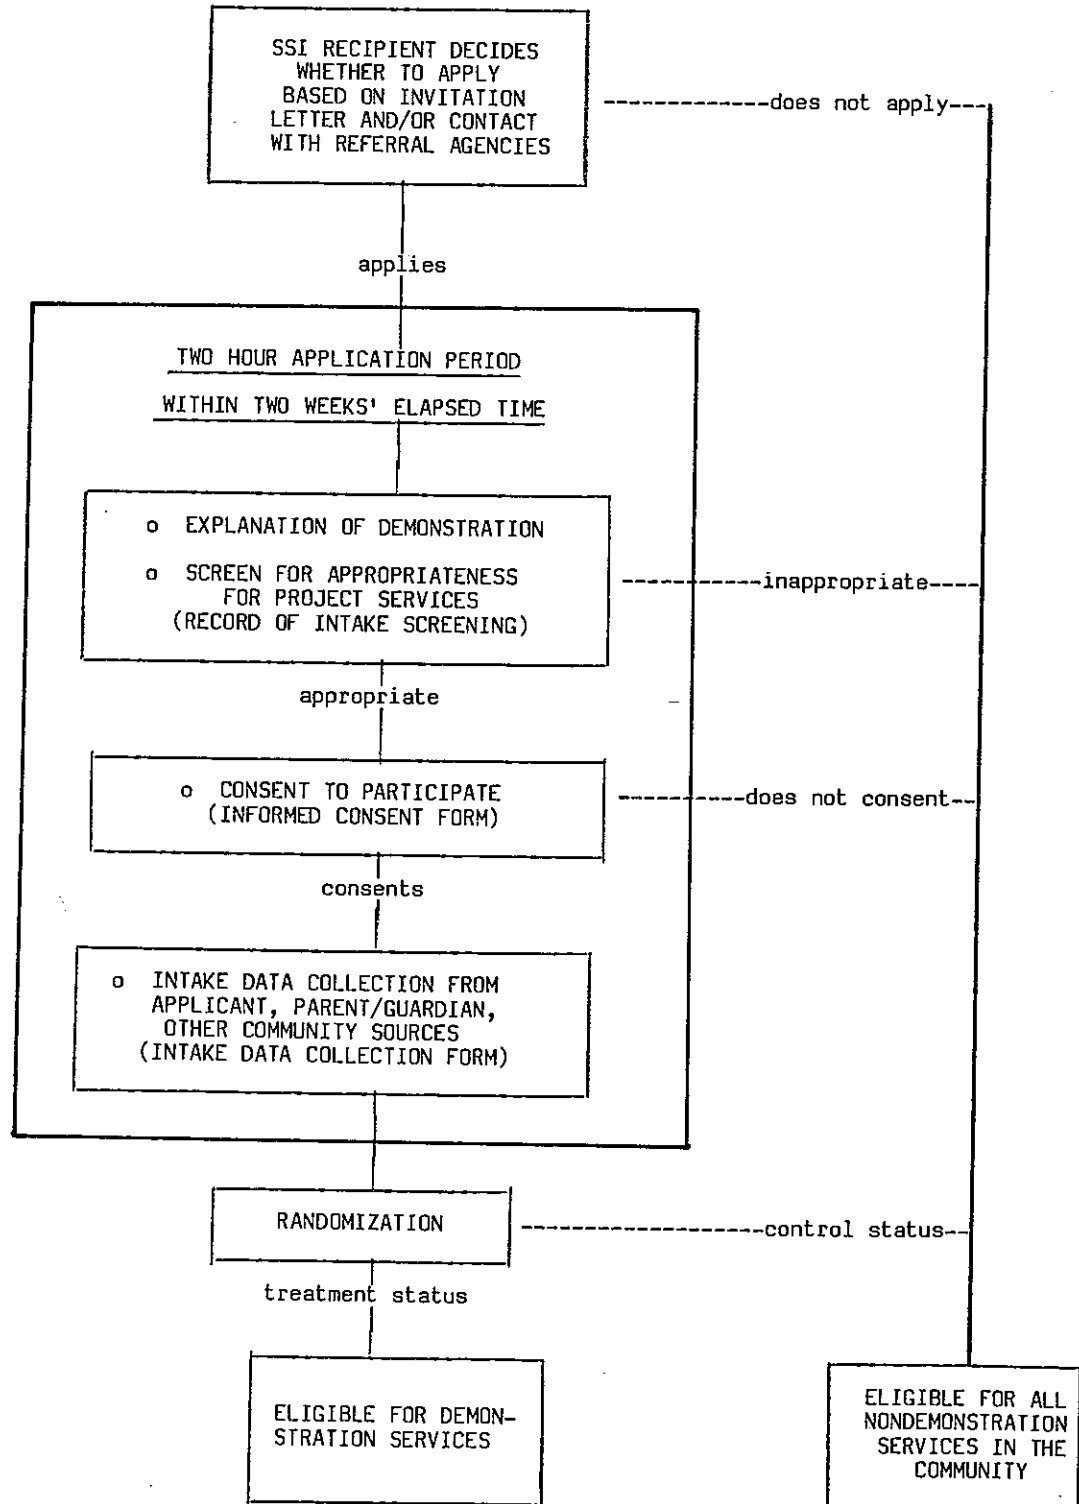 SSI RECIPIENT DECIDES
WHETHER TO APPLY
BASED ON INVITATION
LETTER AND/OR CONTACT
WITH REFERRAL AGENCIES
does not apply
applies
TWO HOUR APPLICATION PERIOD
WITHIN TWO WEEKS' ELAPSED TIME
o EXPLANATION OF DEMONSTRATION
o SCREEN FOR APPROPRIATENESS
FOR PROJECT SERVICES
(RECORD OF INTAKE SCREENING)
inappropriate
appropriate
o CONSENT TO PARTICIPATE
(INFORMED CONSENT FORM)
does not consent
consents
o INTAKE DATA COLLECTION FROM
APPLICANT, PARENT/GUARDIAN,
OTHER COMMUNITY SOURCES
(INTAKE DATA COLLECTION FORM)
RANDOMIZATION
control status
treatment status
ELIGIBLE FOR DEMON-
STRATION SERVICES
ELIGIBLE FOR ALL
NONDEMONSTRATION
SERVICES IN THE
COMMUNITY